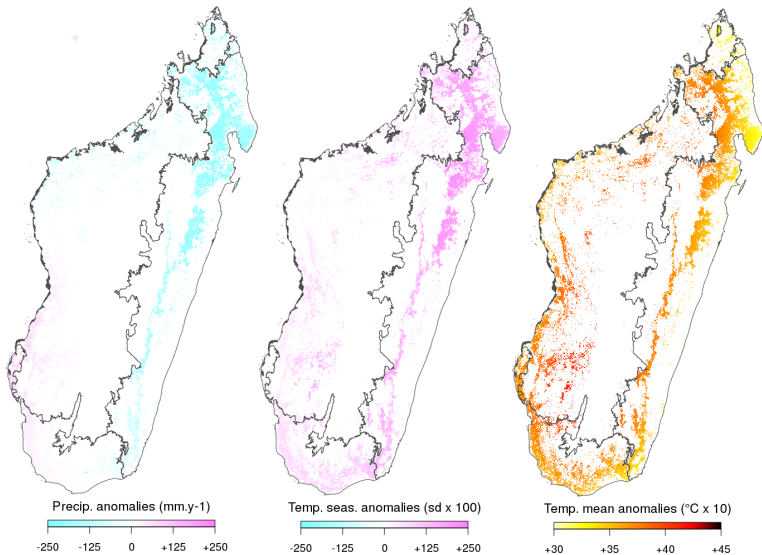 Precip. anomalies (mm.y-1)
-250 -125 0 +125 +250
Temp. seas. anomalies (sd x 100)
-250 -125 0 +125 +250
Temp. mean anomalies (°C x 10)
+30 +35 +40 +45